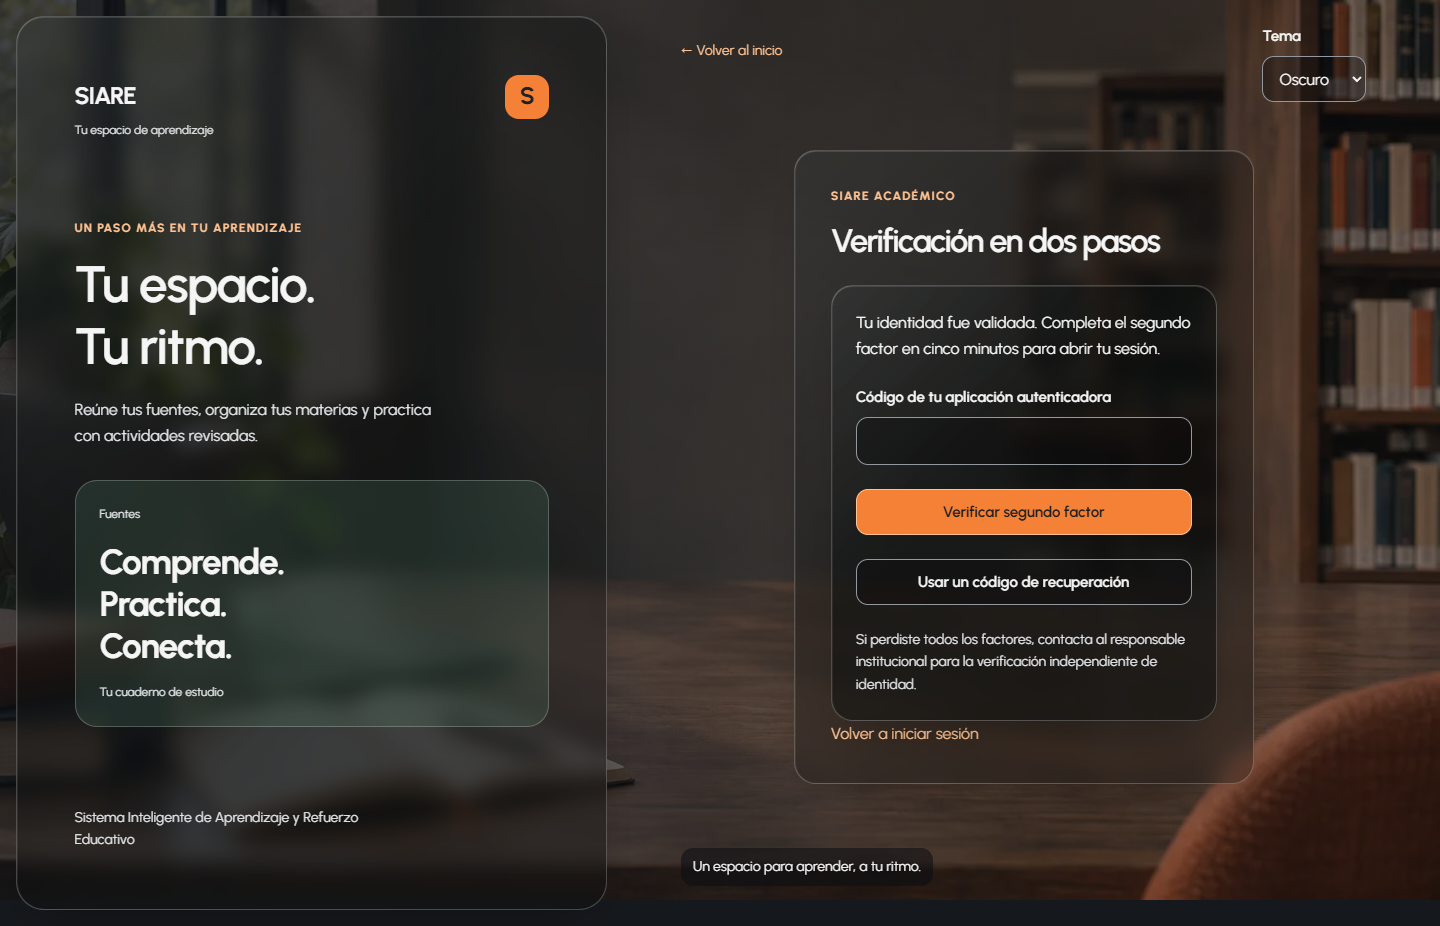 SIARE
S
Tu espacio de aprendizaje
UN PASO MÁS EN TU APRENDIZAJE
Tu espacio.
Tu ritmo.
Reúne tus fuentes, organiza tus materias y practica
con actividades revisadas.
Fuentes
Comprende.
Practica.
Conecta.
Tu cuaderno de estudio
Sistema Inteligente de Aprendizaje y Refuerzo
Educativo
← Volver al inicio
Tema
Oscuro
SIARE ACADÉMICO
Verificación en dos pasos
Tu identidad fue validada. Completa el segundo
factor en cinco minutos para abrir tu sesión.
Código de tu aplicación autenticadora
Verificar segundo factor
Usar un código de recuperación
Si perdiste todos los factores, contacta al responsable
institucional para la verificación independiente de
identidad.
Volver a iniciar sesión
Un espacio para aprender, a tu ritmo.